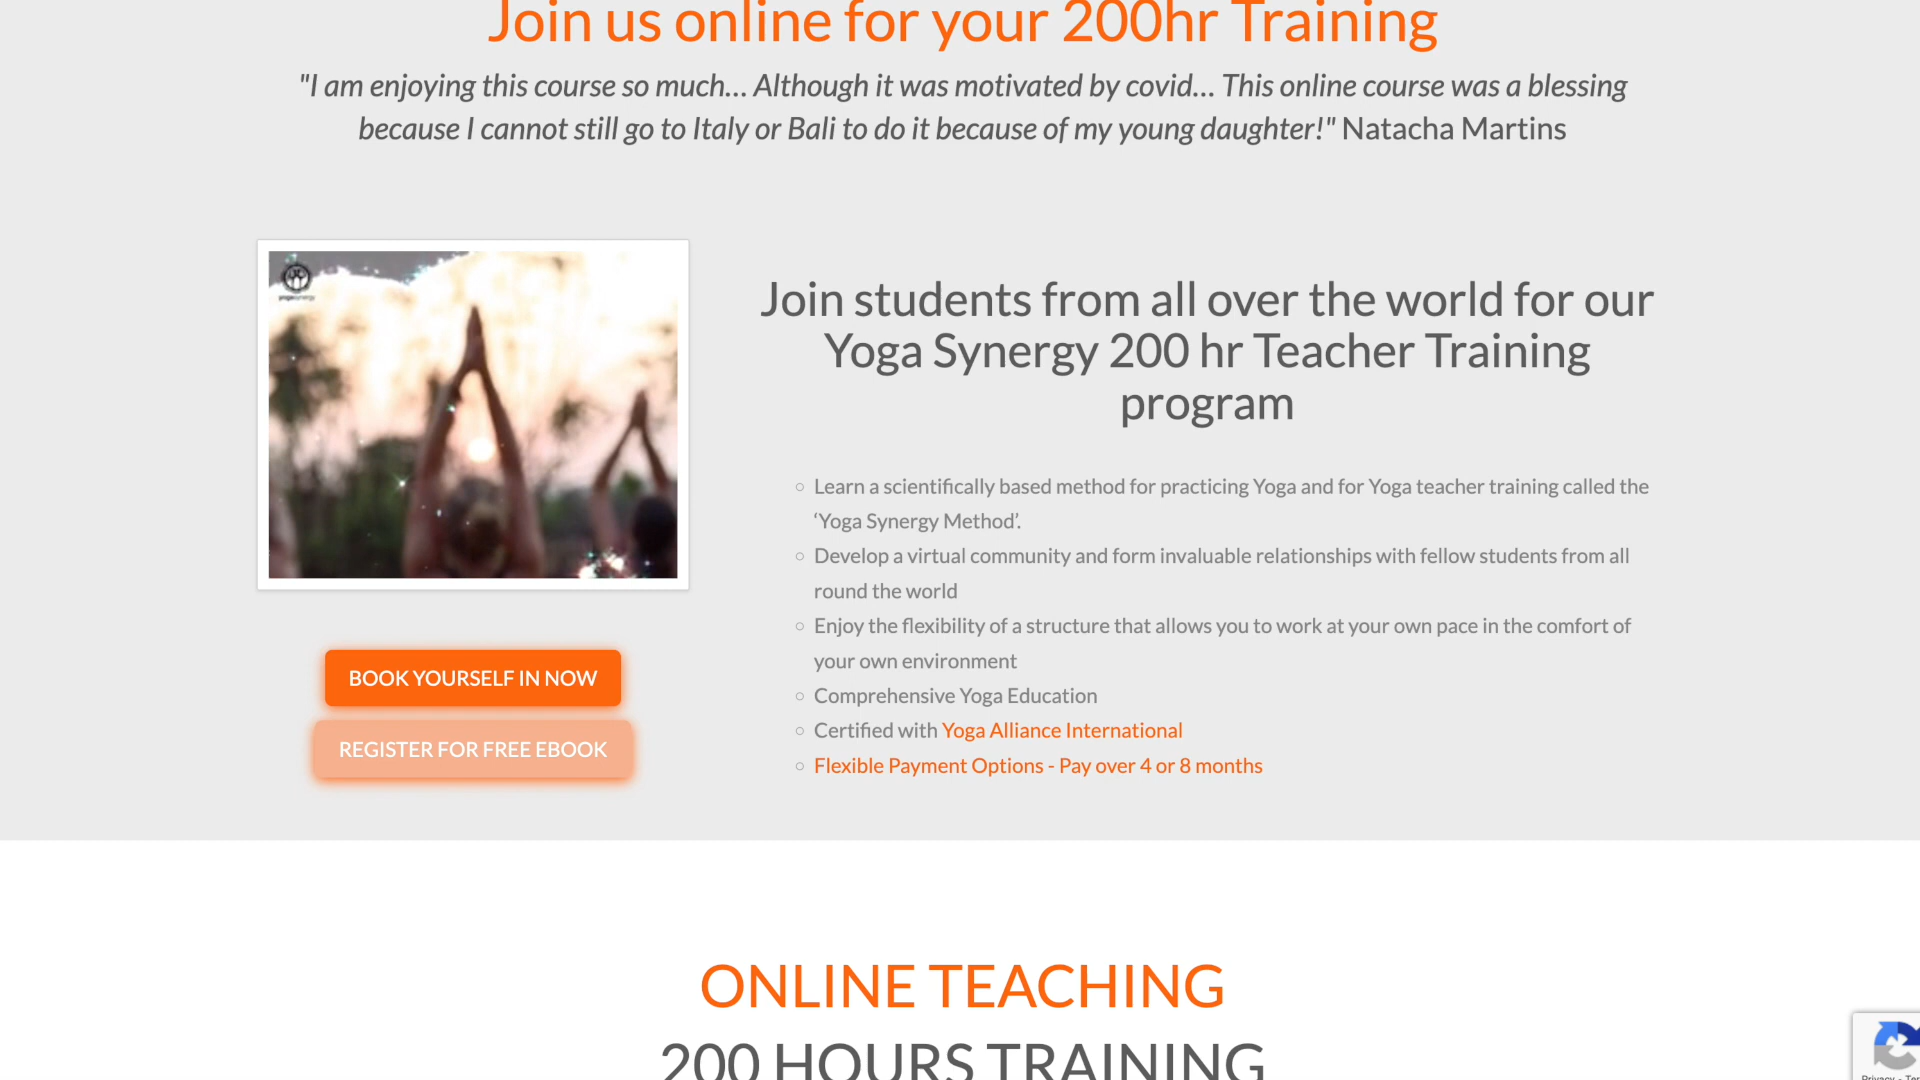 Join us online for your 200hr Training
"I am enjoying this course so much... Although it was motivated by covid... This online course was a blessing
because I cannot still go to Italy or Bali to do it because of my young daughter!" Natacha Martins
yogasynergy
Join students from all over the world for our
Yoga Synergy 200 hr Teacher Training
program
Learn a scientifically based method for practicing Yoga and for Yoga teacher training called the
‘Yoga Synergy Method’.
Develop a virtual community and form invaluable relationships with fellow students from all
round the world
Enjoy the flexibility of a structure that allows you to work at your own pace in the comfort of
your own environment
Comprehensive Yoga Education
Certified with Yoga Alliance International
Flexible Payment Options - Pay over 4 or 8 months
BOOK YOURSELF IN NOW
REGISTER FOR FREE EBOOK
ONLINE TEACHING
200 HOURS TRAINING
Privacy -